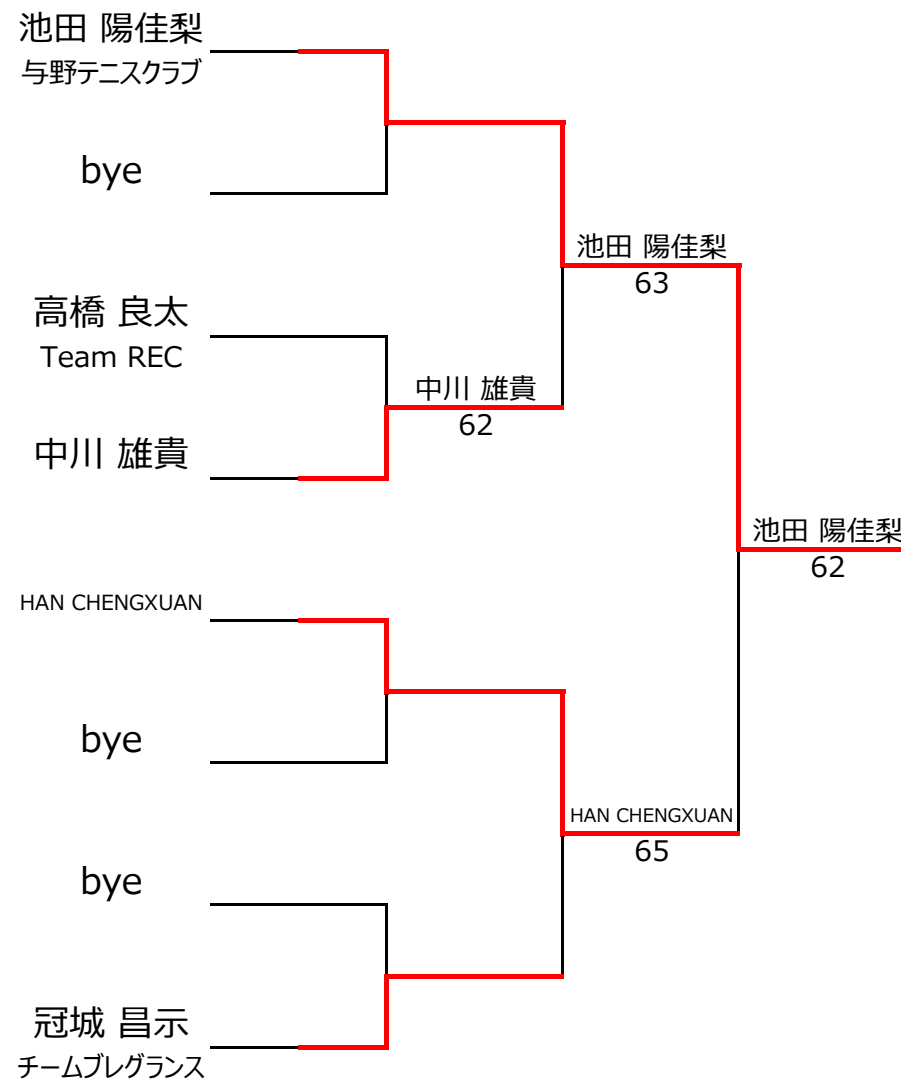 池田 陽佳梨
与野テニスクラブ
bye
池田 陽佳梨
63
高橋 良太
Team REC
中川 雄貴
62
中川 雄貴
池田 陽佳梨
62
HAN CHENGXUAN
bye
HAN CHENGXUAN
65
bye
冠城 昌示
チームブレグランス